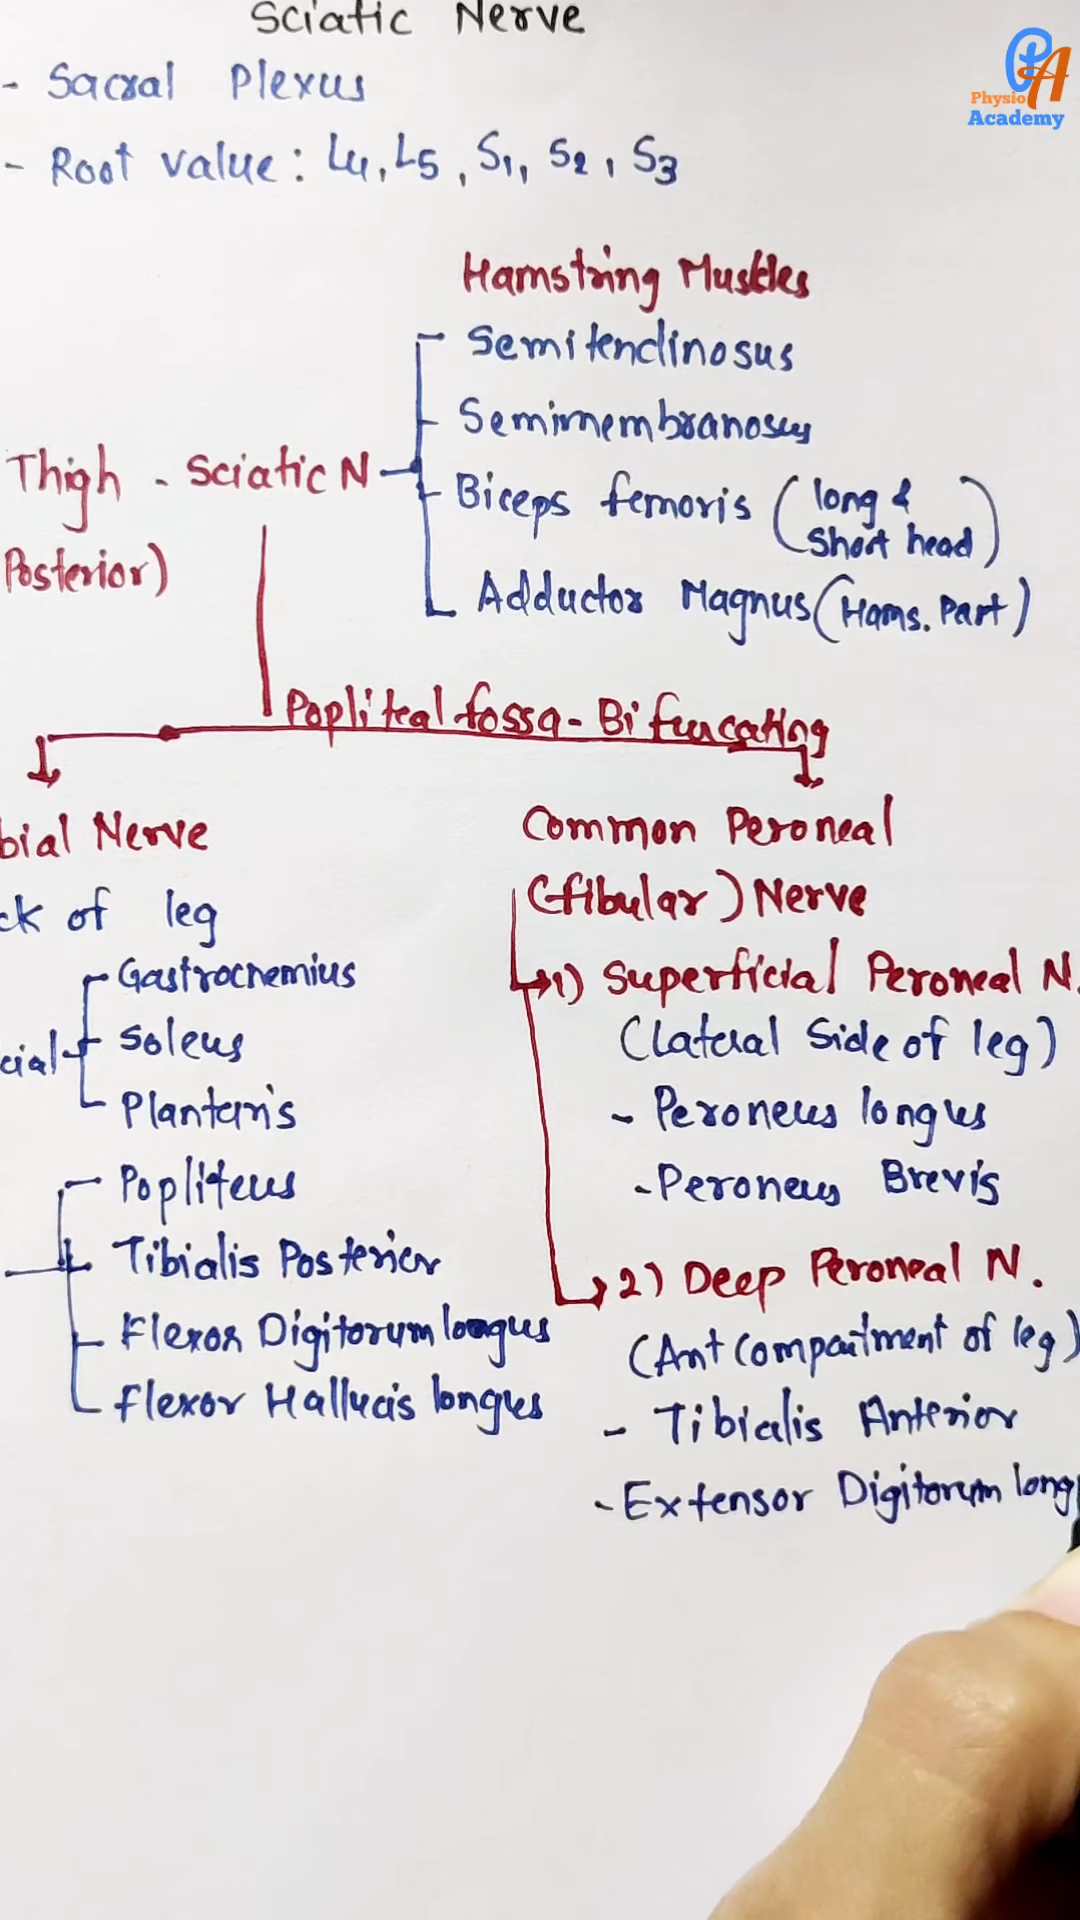 Sciatic Nerve
- Sacral Plexus
- Root value: L4, L5, S1, S2, S3
Physio
Academy
Hamstring Muscles
Semitendinosus
Semimembranosus
Thigh - Sciatic N
Biceps femoris (long & short head)
Posterior)
Adductor Magnus (Hams. Part)
Popliteal fossa - Bifurcating
bial Nerve
ck of leg
Gastrocnemius
cial
Soleus
Plantaris
Popliteus
Tibialis Posterior
Flexor Digitorum longus
Flexor Hallucis longus
Common Peroneal
(fibular) Nerve
1) Superficial Peroneal N.
(Lateral Side of leg)
- Peroneus longus
- Peroneus Brevis
2) Deep Peroneal N.
(Ant compartment of leg)
- Tibialis Anterior
- Extensor Digitorum long